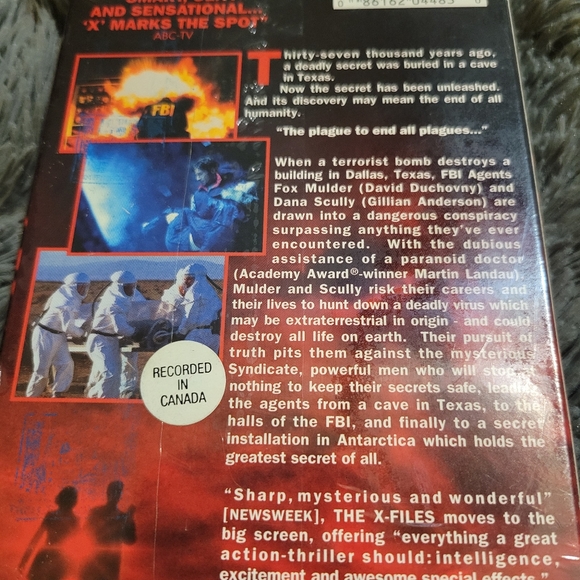 AND SENSATIONAL...
'X' MARKS THE SPOT"
ABC-TV
86162 04485
Thirty-seven thousand years ago,
a deadly secret was buried in a cave
in Texas.
Now the secret has been unleashed.
And its discovery may mean the end of all
humanity.
"The plague to end all plagues..."
FBI
When a terrorist bomb destroys a
building in Dallas, Texas, FBI Agents
Fox Mulder (David Duchovny) and
Dana Scully (Gillian Anderson) are
drawn into a dangerous conspiracy
surpassing anything they've ever
encountered. With the dubious
assistance of a paranoid doctor
(Academy Award®-winner Martin Landau),
Mulder and Scully risk their careers and
their lives to hunt down a deadly virus which
may be extraterrestrial in origin - and could
destroy all life on earth. Their pursuit of
truth pits them against the mysterious
Syndicate, powerful men who will stop
nothing to keep their secrets safe, leading
the agents from a cave in Texas, to the
halls of the FBI, and finally to a secret
installation in Antarctica which holds the
greatest secret of all.
RECORDED
IN
CANADA
"Sharp, mysterious and wonderful"
[NEWSWEEK], THE X-FILES moves to the
big screen, offering "everything a great
action-thriller should: intelligence,
excitement and awesome special effects."